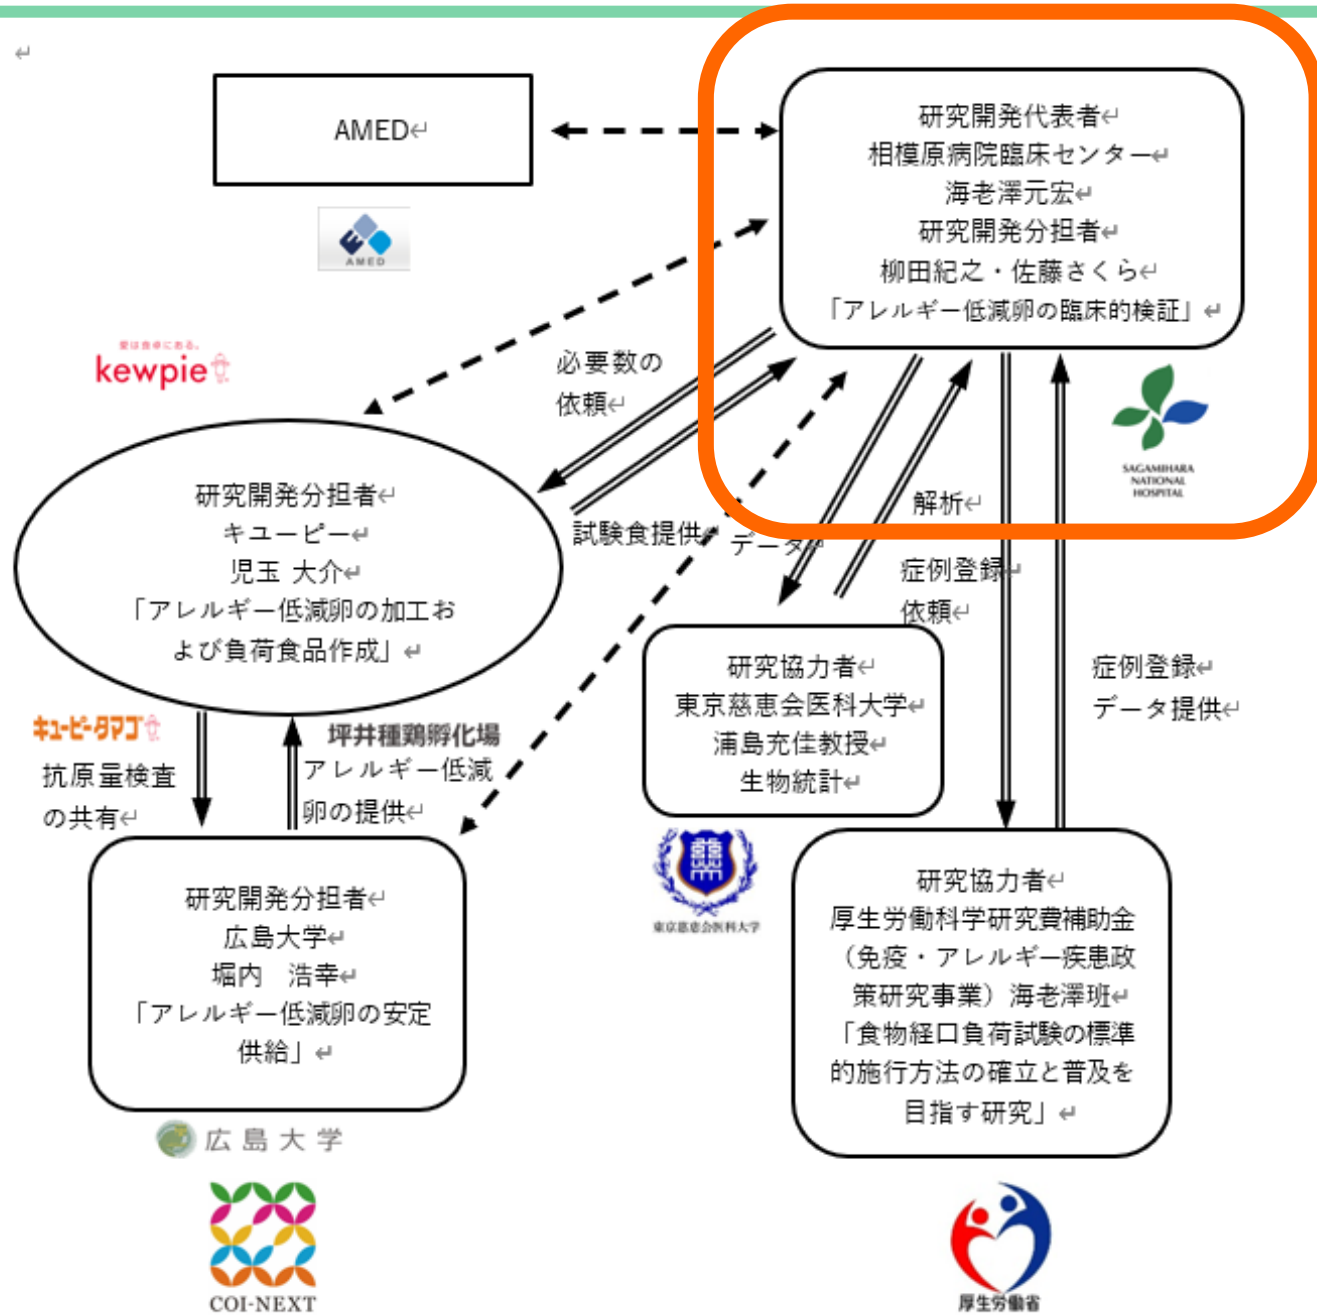 AMED↵
AMED
研究開発代表者↵
相模原病院臨床センター↵
海老澤元宏↵
研究開発分担者↵
柳田紀之・佐藤さくら↵
「アレルギー低減卵の臨床的検証」↵
SAGAMIHARA
NATIONAL
HOSPITAL
愛は食卓にある。
kewpie
必要数の
依頼↵
試験食提供↵
データ↵
解析↵
症例登録↵
依頼↵
症例登録↵
データ提供↵
研究開発分担者↵
キユーピー↵
児玉 大介↵
「アレルギー低減卵の加工お
よび負荷食品作成」↵
キユーピータマゴ
抗原量検査
の共有↵
坪井種鶏孵化場
アレルギー低減
卵の提供↵
研究協力者↵
東京慈恵会医科大学↵
浦島充佳教授↵
生物統計↵
東京慈恵会医科大学
研究開発分担者↵
広島大学↵
堀内　浩幸↵
「アレルギー低減卵の安定
供給」↵
広島大学
COI-NEXT
研究協力者↵
厚生労働科学研究費補助金
（免疫・アレルギー疾患政
策研究事業）海老澤班↵
「食物経口負荷試験の標準
的施行方法の確立と普及を
目指す研究」↵
厚生労働省